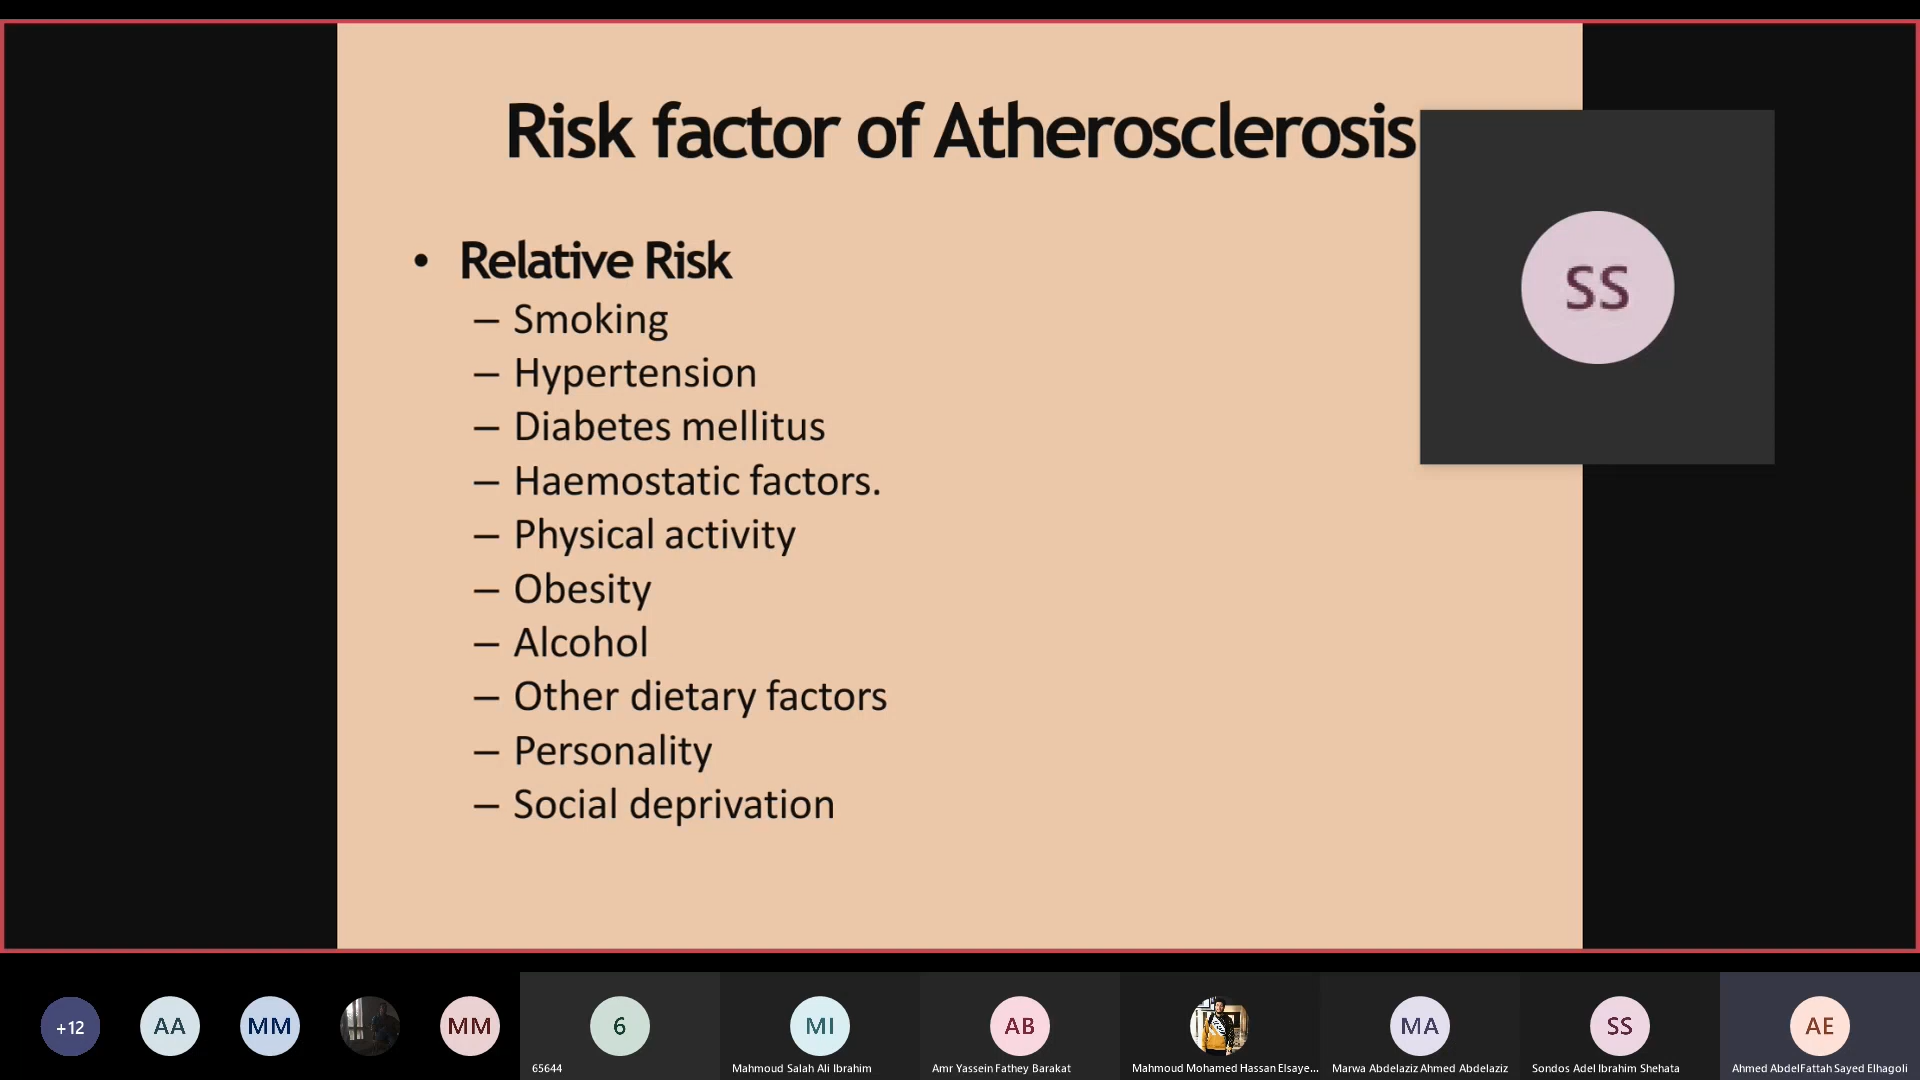 Risk factor of Atherosclerosis
• Relative Risk
– Smoking
– Hypertension
– Diabetes mellitus
– Haemostatic factors.
– Physical activity
– Obesity
– Alcohol
– Other dietary factors
– Personality
– Social deprivation
SS
+12
AA
MM
MM
6
MI
AB
MA
SS
AE
65644
Mahmoud Salah Ali Ibrahim
Amr Yassein Fathey Barakat
Mahmoud Mohamed Hassan Elsaye...
Marwa Abdelaziz Ahmed Abdelaziz
Sondos Adel Ibrahim Shehata
Ahmed AbdelFattah Sayed Elhagoli